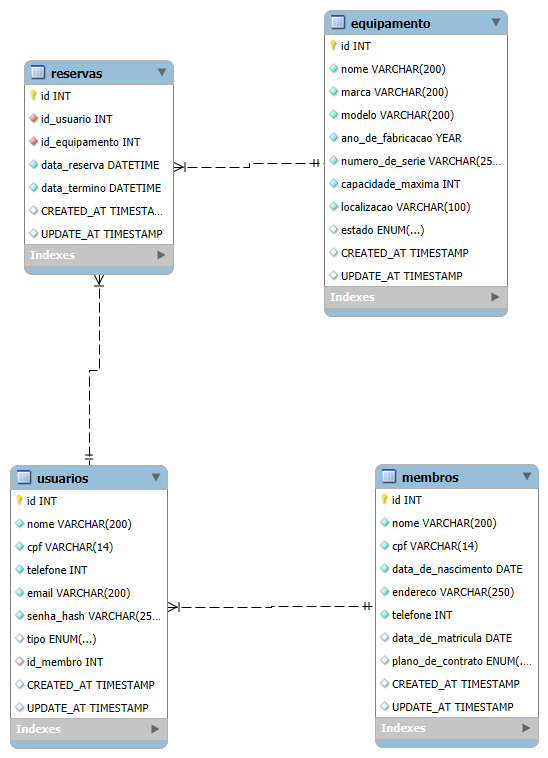 equipamento
id INT
nome VARCHAR(200)
marca VARCHAR(200)
modelo VARCHAR(200)
ano_de_fabricacao YEAR
numero_de_serie VARCHAR(25...
capacidade_maxima INT
localizacao VARCHAR(100)
estado ENUM(...)
CREATED_AT TIMESTAMP
UPDATE_AT TIMESTAMP
Indexes
reservas
id INT
id_usuario INT
id_equipamento INT
data_reserva DATETIME
data_termino DATETIME
CREATED_AT TIMESTA...
UPDATE_AT TIMESTAMP
Indexes
usuarios
id INT
nome VARCHAR(200)
cpf VARCHAR(14)
telefone INT
email VARCHAR(200)
senha_hash VARCHAR(25...
tipo ENUM(...)
id_membro INT
CREATED_AT TIMESTAMP
UPDATE_AT TIMESTAMP
Indexes
membros
id INT
nome VARCHAR(200)
cpf VARCHAR(14)
data_de_nascimento DATE
endereco VARCHAR(250)
telefone INT
data_de_matricula DATE
plano_de_contrato ENUM(...
CREATED_AT TIMESTAMP
UPDATE_AT TIMESTAMP
Indexes